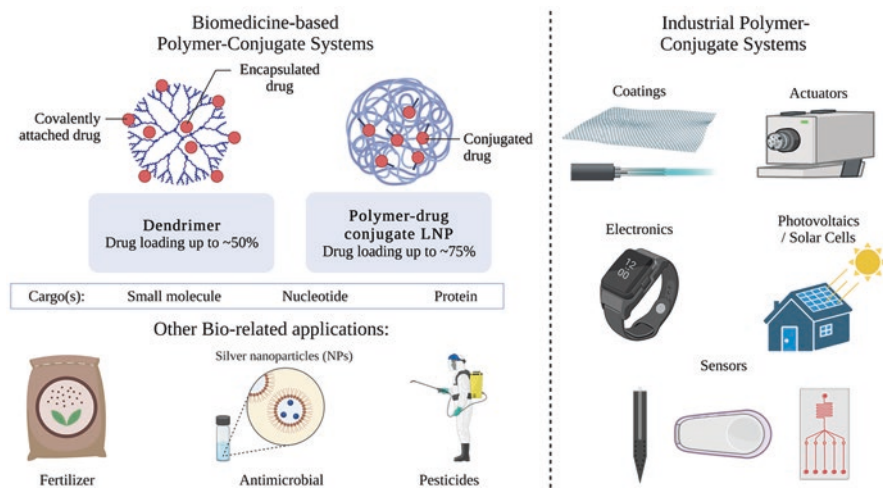 Biomedicine-based
Polymer-Conjugate Systems
Encapsulated
drug
Covalently
attached drug
Conjugated
drug
Dendrimer
Drug loading up to ~50%
Polymer-drug
conjugate LNP
Drug loading up to ~75%
Cargo(s): Small molecule Nucleotide Protein
Other Bio-related applications:
Silver nanoparticles (NPs)
Fertilizer
Antimicrobial
Pesticides
Industrial Polymer-
Conjugate Systems
Coatings
Actuators
Electronics
12
00
Photovoltaics
/ Solar Cells
Sensors